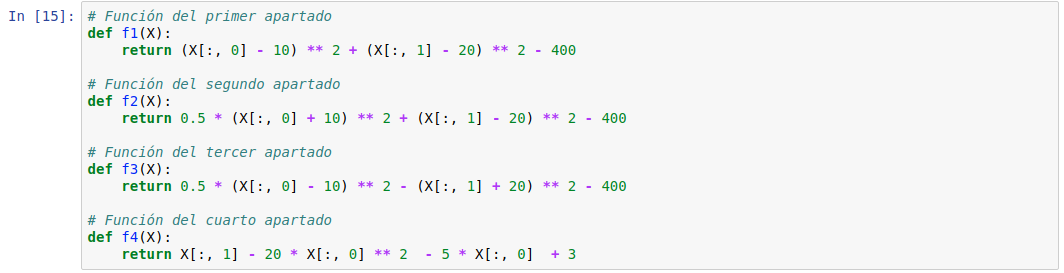 In [15]: # Función del primer apartado
def f1(X):
    return (X[:, 0] - 10) ** 2 + (X[:, 1] - 20) ** 2 - 400

# Función del segundo apartado
def f2(X):
    return 0.5 * (X[:, 0] + 10) ** 2 + (X[:, 1] - 20) ** 2 - 400

# Función del tercer apartado
def f3(X):
    return 0.5 * (X[:, 0] - 10) ** 2 - (X[:, 1] + 20) ** 2 - 400

# Función del cuarto apartado
def f4(X):
    return X[:, 1] - 20 * X[:, 0] ** 2  - 5 * X[:, 0]  + 3